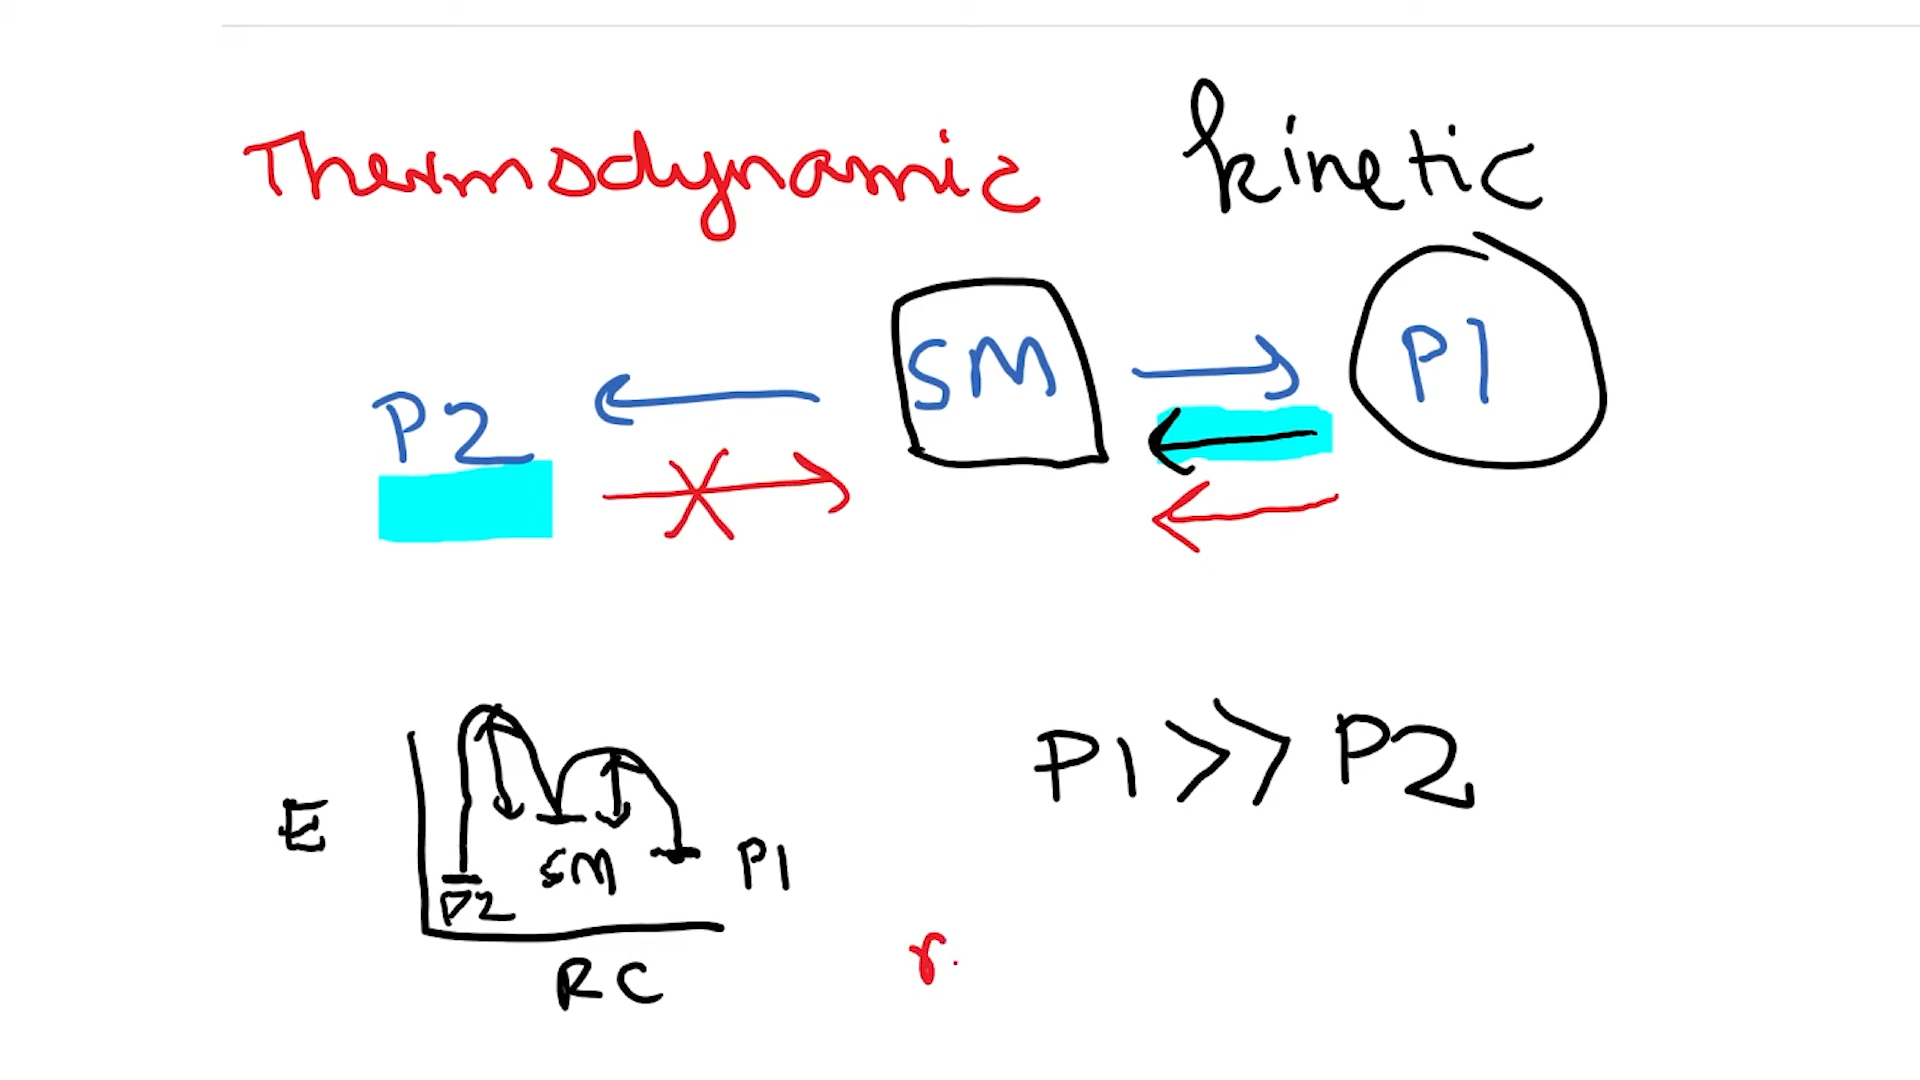 Thermodynamic kinetic
P2 SM P1
P1 >> P2
E
SM P1
P2
RC
r.